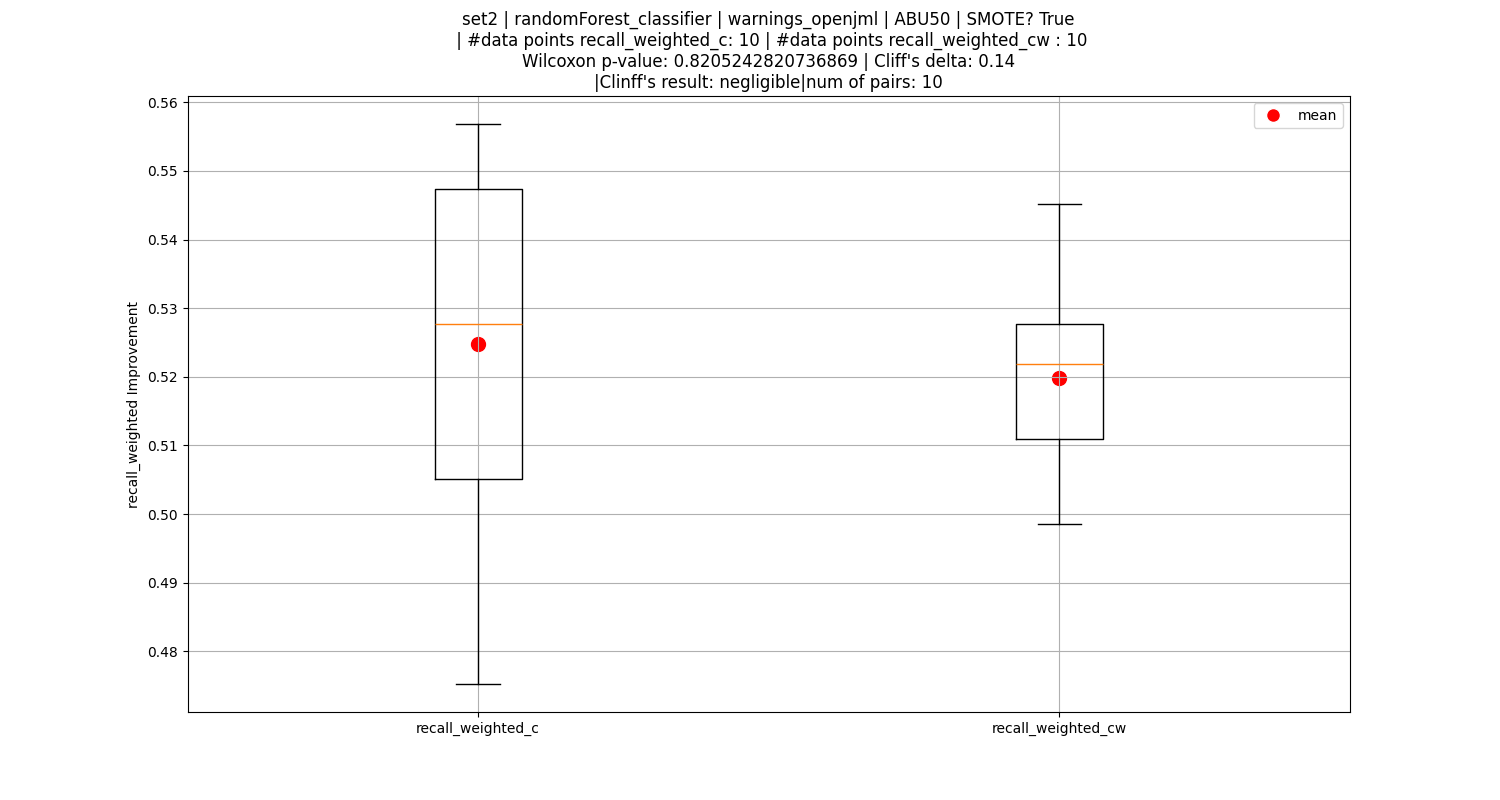 set2 | randomForest_classifier | warnings_openjml | ABU50 | SMOTE? True
| #data points recall_weighted_c: 10 | #data points recall_weighted_cw : 10
Wilcoxon p-value: 0.8205242820736869 | Cliff's delta: 0.14
|Clinff's result: negligible|num of pairs: 10
mean
recall_weighted Improvement
0.56
0.55
0.54
0.53
0.52
0.51
0.50
0.49
0.48
recall_weighted_c
recall_weighted_cw